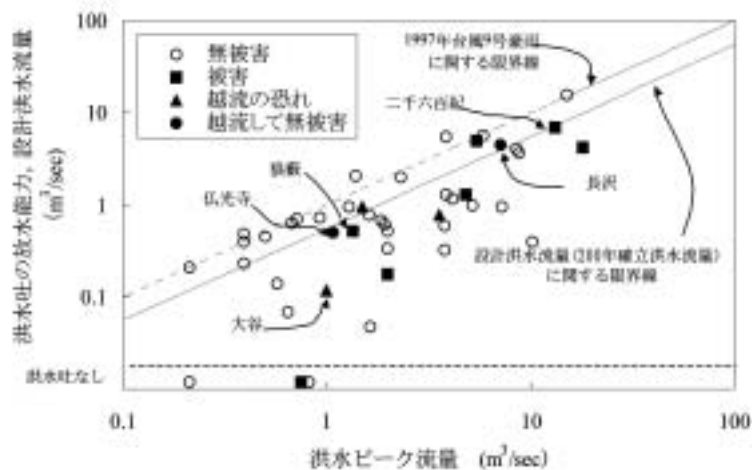 洪水吐の放水能力, 設計洪水流量
(m³/sec)
100
10
1
0.1
洪水吐なし
無被害
被害
越流の恐れ
越流して無被害
1997年台風9号豪雨
に関する限界線
二千六百紀
仏光寺
長沢
設計洪水流量(200年確立洪水流量)
に関する限界線
大谷
0.1
1
10
100
洪水ピーク流量 (m³/sec)